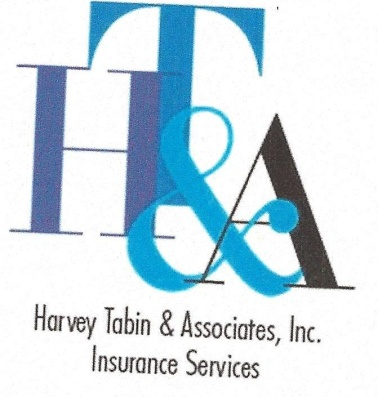 HT&A
Harvey Tabin & Associates, Inc.
Insurance Services